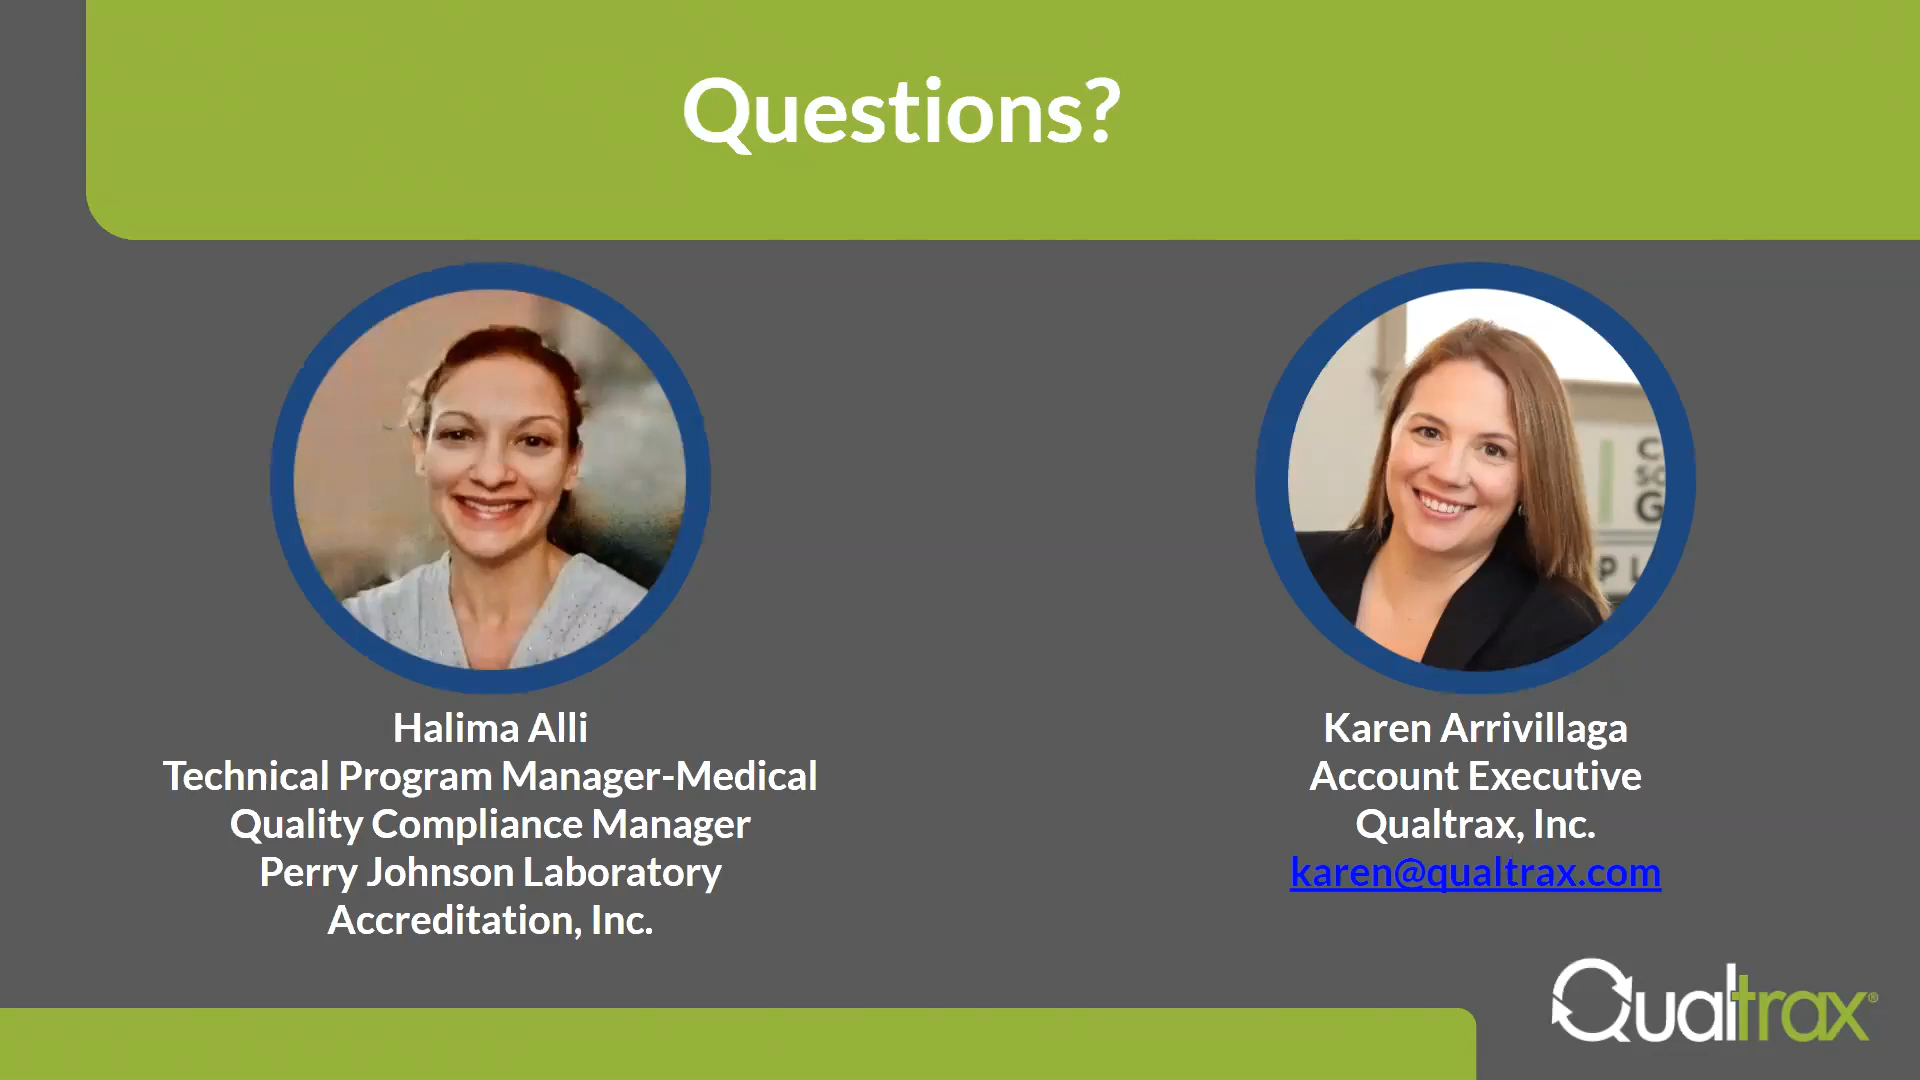 Questions?
Halima Alli
Technical Program Manager-Medical
Quality Compliance Manager
Perry Johnson Laboratory
Accreditation, Inc.
C
SC
G
P L
Karen Arrivillaga
Account Executive
Qualtrax, Inc.
karen@qualtrax.com
Qualtrax®